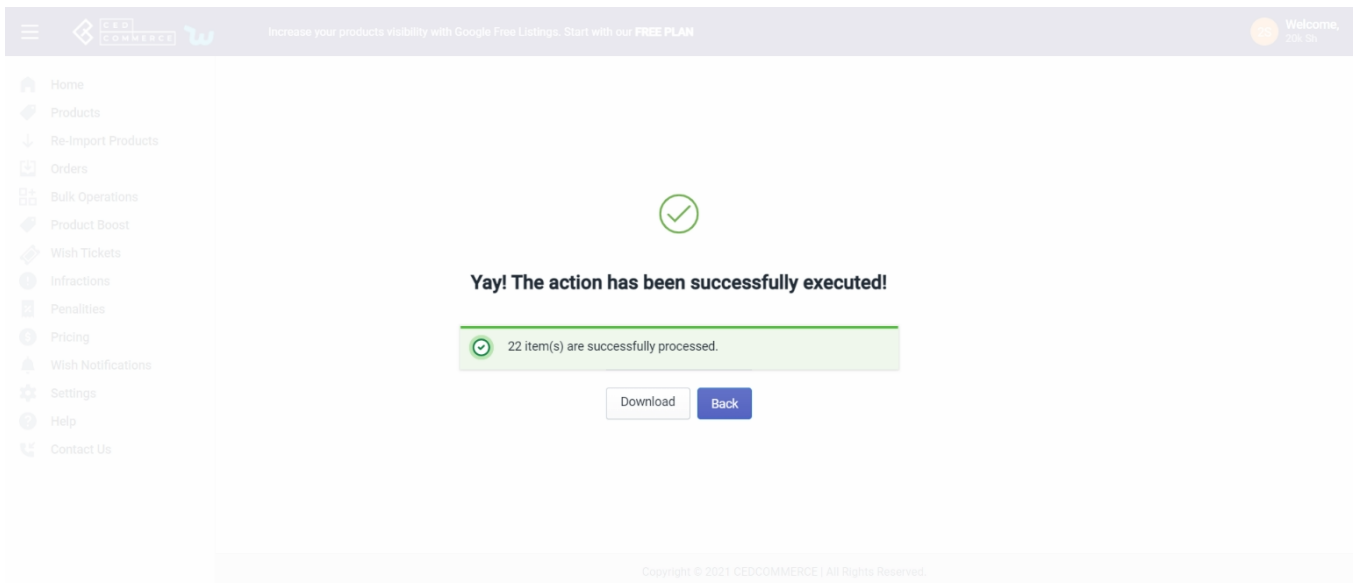 CED
COMMERCE
Increase your products visibility with Google Free Listings. Start with our FREE PLAN
Welcome,
20k Sh
Home
Products
Re-Import Products
Orders
Bulk Operations
Product Boost
Wish Tickets
Infractions
Penalities
Pricing
Wish Notifications
Settings
Help
Contact Us
Yay! The action has been successfully executed!
22 item(s) are successfully processed.
Download
Back
Copyright © 2021 CEDCOMMERCE | All Rights Reserved.